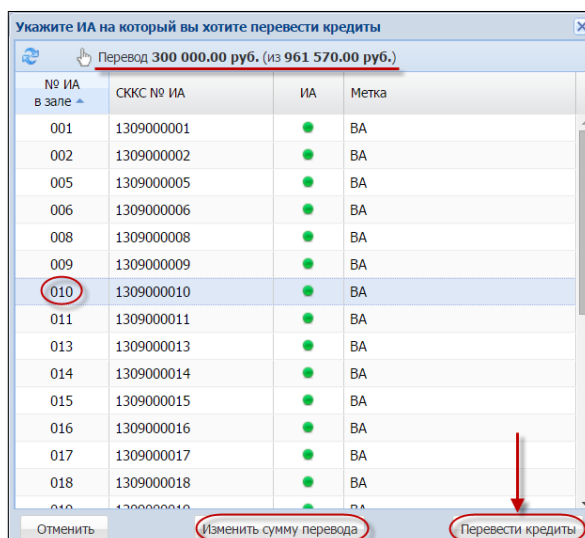 Укажите ИА на который вы хотите перевести кредиты
Перевод 300 000.00 руб. (из 961 570.00 руб.)
№ ИА в зале СККС № ИА ИА Метка
001 1309000001 ВА
002 1309000002 ВА
005 1309000005 ВА
006 1309000006 ВА
008 1309000008 ВА
009 1309000009 ВА
010 1309000010 ВА
011 1309000011 ВА
013 1309000013 ВА
014 1309000014 ВА
015 1309000015 ВА
016 1309000016 ВА
017 1309000017 ВА
018 1309000018 ВА
019 1309000019 ВА
Отменить Изменить сумму перевода Перевести кредиты